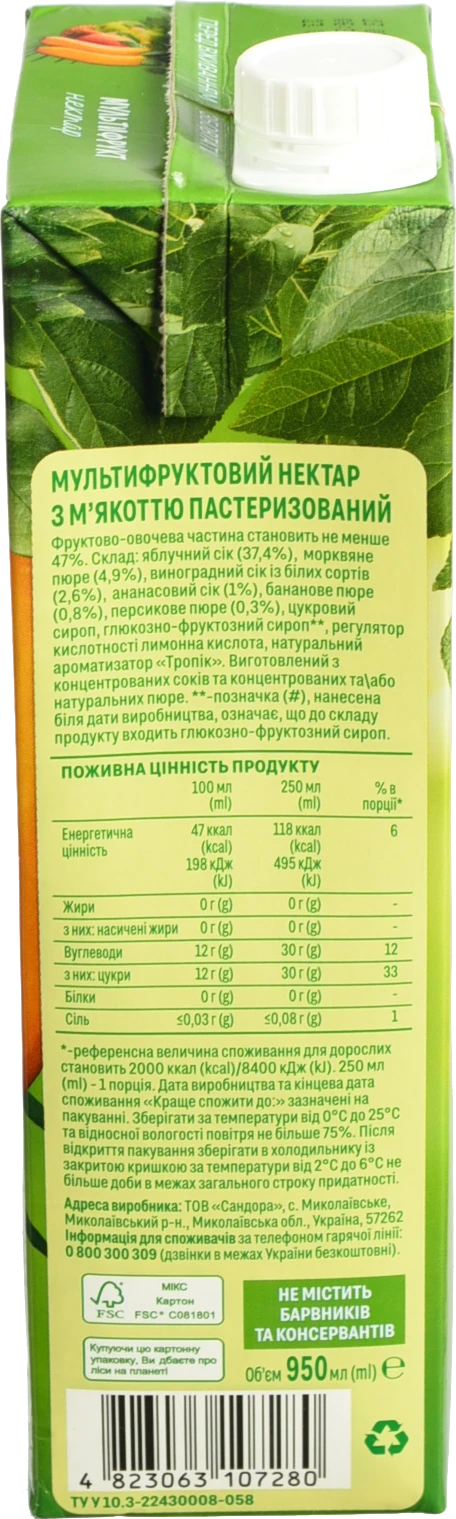 МУЛЬТИФРУКТ
нектар
МУЛЬТИФРУКТОВИЙ НЕКТАР
З М'ЯКОТТЮ ПАСТЕРИЗОВАНИЙ
Фруктово-овочева частина становить не менше
47%. Склад: яблучний сік (37,4%), морквяне
пюре (4,9%), виноградний сік із білих сортів
(2,6%), ананасовий сік (1%), бананове пюре
(0,8%), персикове пюре (0,3%), цукровий
сироп, глюкозно-фруктозний сироп**, регулятор
кислотності лимонна кислота, натуральний
ароматизатор «Тропік». Виготовлений з
концентрованих соків та концентрованих та\або
натуральних пюре. **-позначка (#), нанесена
біля дати виробництва, означає, що до складу
продукту входить глюкозно-фруктозний сироп.
ПОЖИВНА ЦІННІСТЬ ПРОДУКТУ
100 мл (ml) 250 мл (ml) % в порції*
Енергетична цінність 47 ккал (kcal) 198 кДж (kJ) 118 ккал (kcal) 495 кДж (kJ) 6
Жири 0 г (g) 0 г (g) -
з них: насичені жири 0 г (g) 0 г (g) -
Вуглеводи 12 г (g) 30 г (g) 12
з них: цукри 12 г (g) 30 г (g) 33
Білки 0 г (g) 0 г (g) -
Сіль ≤0,03 г (g) ≤0,08 г (g) 1
*-референсна величина споживання для дорослих
становить 2000 ккал (kcal)/8400 кДж (kJ). 250 мл
(ml) - 1 порція. Дата виробництва та кінцева дата
споживання «Краще спожити до:» зазначені на
пакуванні. Зберігати за температури від 0°C до 25°C
та відносної вологості повітря не більше 75%. Після
відкриття пакування зберігати в холодильнику із
закритою кришкою за температури від 2°C до 6°C не
більше доби в межах загального строку придатності.
Адреса виробника: ТОВ «Сандора», с. Миколаївське,
Миколаївський р-н., Миколаївська обл., Україна, 57262
Інформація для споживачів за телефоном гарячої лінії:
0 800 300 309 (дзвінки в межах України безкоштовні).
FSC
МІКС
Картон
FSC* C081801
Купуючи цю картонну
упаковку, Ви дбаєте про
ліси на планеті
НЕ МІСТИТЬ
БАРВНИКІВ
ТА КОНСЕРВАНТІВ
Об'єм 950 мл (ml) ℮
4 823063 107280
ТУ У 10.3-22430008-058